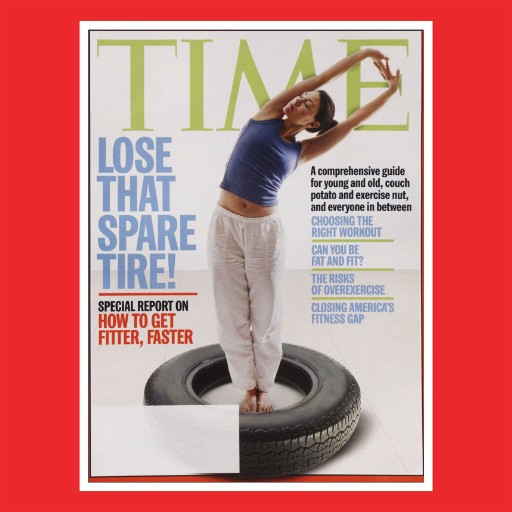 TIME
LOSE
THAT
SPARE
TIRE!
SPECIAL REPORT ON
HOW TO GET
FITTER, FASTER
A comprehensive guide
for young and old, couch
potato and exercise nut,
and everyone in between
CHOOSING THE
RIGHT WORKOUT
CAN YOU BE
FAT AND FIT?
THE RISKS
OF OVEREXERCISE
CLOSING AMERICA'S
FITNESS GAP